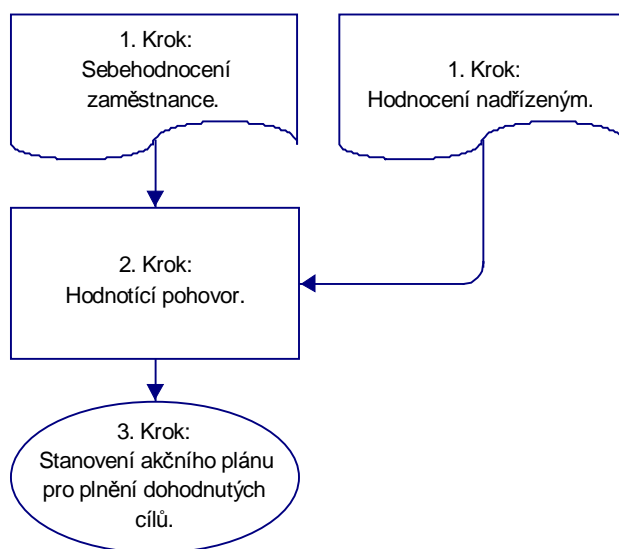 1. Krok:
Sebehodnocení
zaměstnance.
1. Krok:
Hodnocení nadřízeným.
2. Krok:
Hodnotící pohovor.
3. Krok:
Stanovení akčního plánu
pro plnění dohodnutých
cílů.